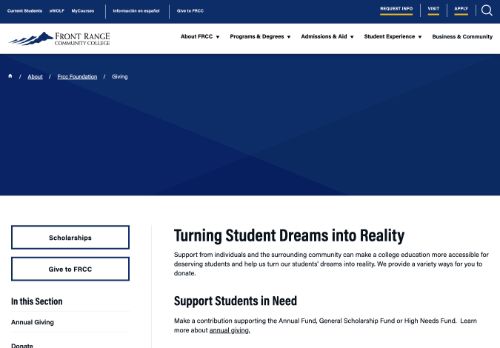 Current Students eWOLF MyCourses Información en español Give to FRCC REQUEST INFO VISIT APPLY
FRONT RANGE
COMMUNITY COLLEGE
About FRCC ▼ Programs & Degrees ▼ Admissions & Aid ▼ Student Experience ▼ Business & Community
/ About / Frcc Foundation / Giving
Scholarships
Give to FRCC
In this Section
Annual Giving
Donate
Turning Student Dreams into Reality
Support from individuals and the surrounding community can make a college education more accessible for
deserving students and help us turn our students' dreams into reality. We provide a variety ways for you to
donate.
Support Students in Need
Make a contribution supporting the Annual Fund, General Scholarship Fund or High Needs Fund. Learn
more about annual giving.